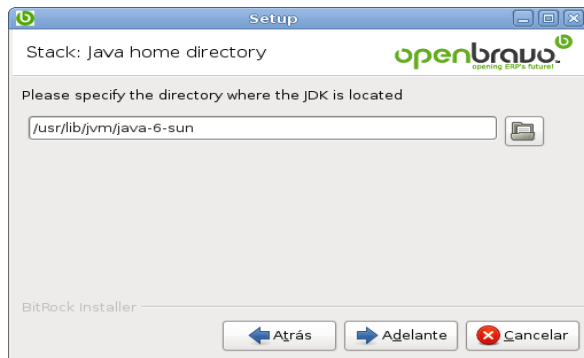 Setup
Stack: Java home directory
openbravo
opening ERP's future!
Please specify the directory where the JDK is located
/usr/lib/jvm/java-6-sun
BitRock Installer
Atrás
Adelante
Cancelar